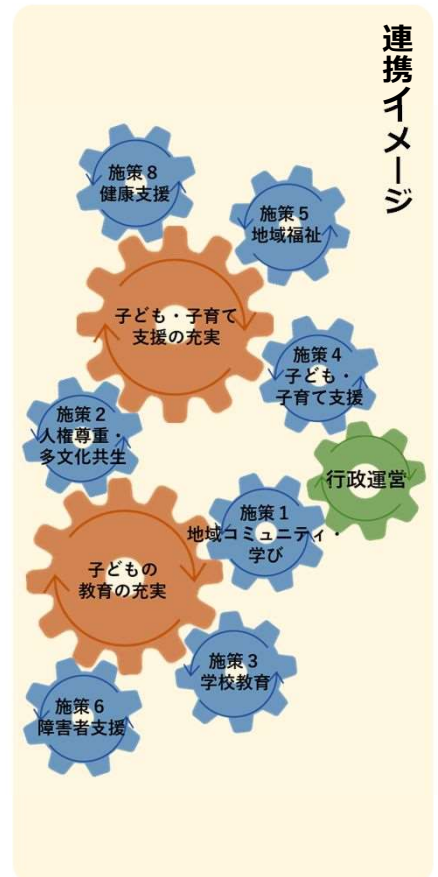 連携イメージ
施策８
健康支援
施策５
地域福祉
子ども・子育て
支援の充実
施策４
子ども・
子育て支援
施策２
人権尊重・
多文化共生
行政運営
施策１
地域コミュニティ・
学び
子どもの
教育の充実
施策３
学校教育
施策６
障害者支援